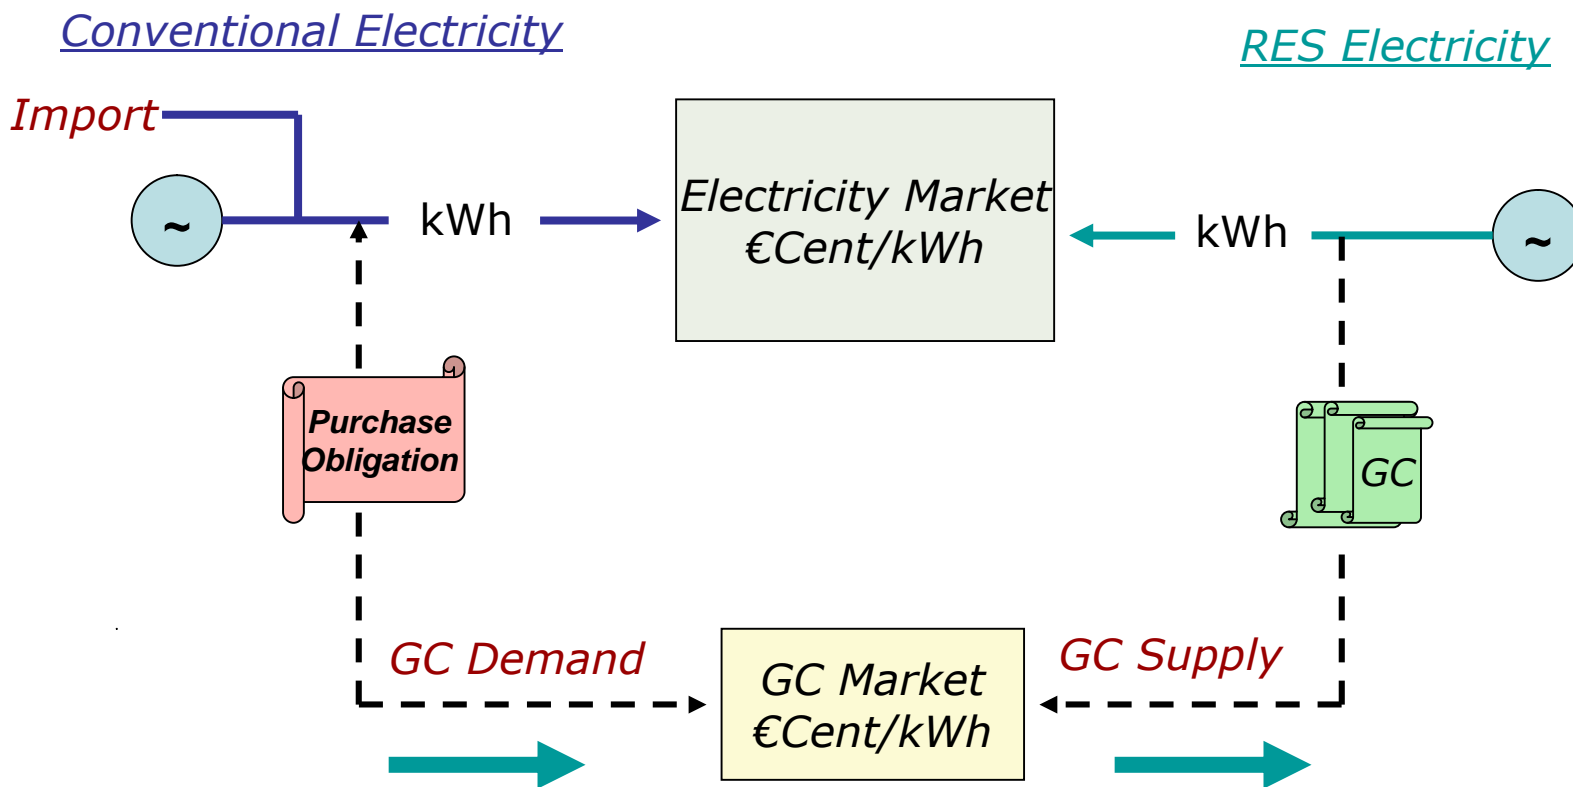 Conventional Electricity
RES Electricity
Import
~
kWh
Electricity Market
€Cent/kWh
kWh
~
Purchase
Obligation
GC
GC Demand
GC Market
€Cent/kWh
GC Supply